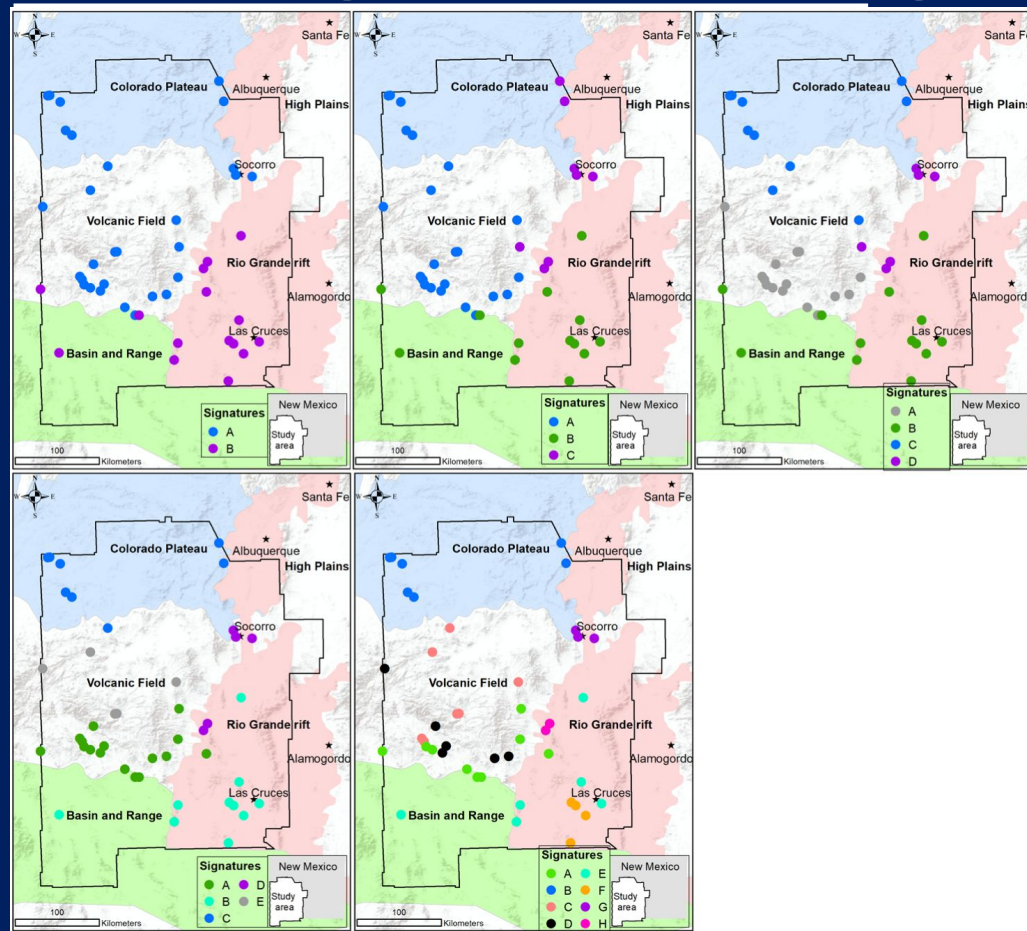 N
W E
S
Santa Fe
Colorado Plateau
Albuquerque
High Plains
Socorro
Volcanic Field
Rio Grande rift
Alamogordo
Las Cruces
Basin and Range
Signatures
A
B
New Mexico
Study
area
100
Kilometers
N
W E
S
Santa Fe
Colorado Plateau
Albuquerque
High Plains
Socorro
Volcanic Field
Rio Grande rift
Alamogordo
Las Cruces
Basin and Range
Signatures
A
B
C
New Mexico
Study
area
100
Kilometers
N
W E
S
Santa Fe
Colorado Plateau
Albuquerque
High Plains
Socorro
Volcanic Field
Rio Grande rift
Alamogordo
Las Cruces
Basin and Range
Signatures
A
B
C
D
New Mexico
Study
area
100
Kilometers
N
W E
S
Santa Fe
Colorado Plateau
Albuquerque
High Plains
Socorro
Volcanic Field
Rio Grande rift
Alamogordo
Las Cruces
Basin and Range
Signatures
A D
B E
C
New Mexico
Study
area
100
Kilometers
N
W E
S
Santa Fe
Colorado Plateau
Albuquerque
High Plains
Socorro
Volcanic Field
Rio Grande rift
Alamogordo
Las Cruces
Basin and Range
Signatures
A E
B F
C G
D H
New Mexico
Study
area
100
Kilometers